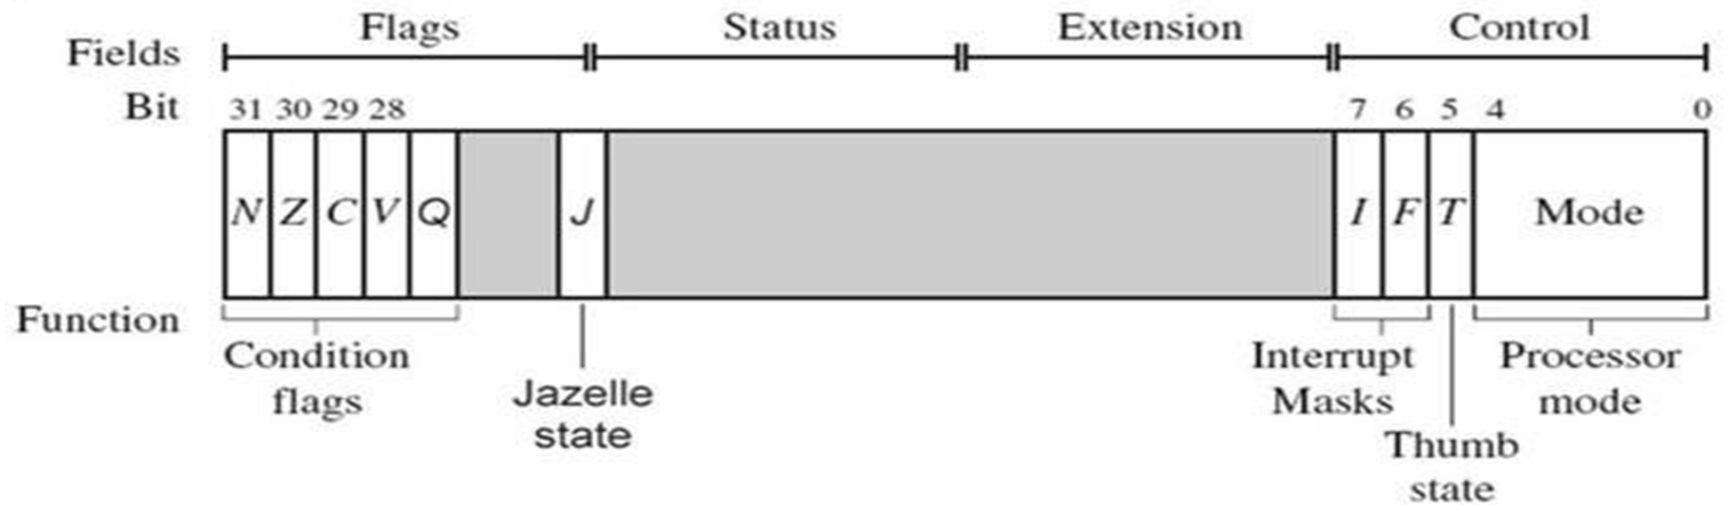 Flags Status Extension Control
Fields
Bit 31 30 29 28 7 6 5 4 0
N Z C V Q J I F T Mode
Function
Condition
flags
Jazelle
state
Interrupt
Masks
Thumb
state
Processor
mode